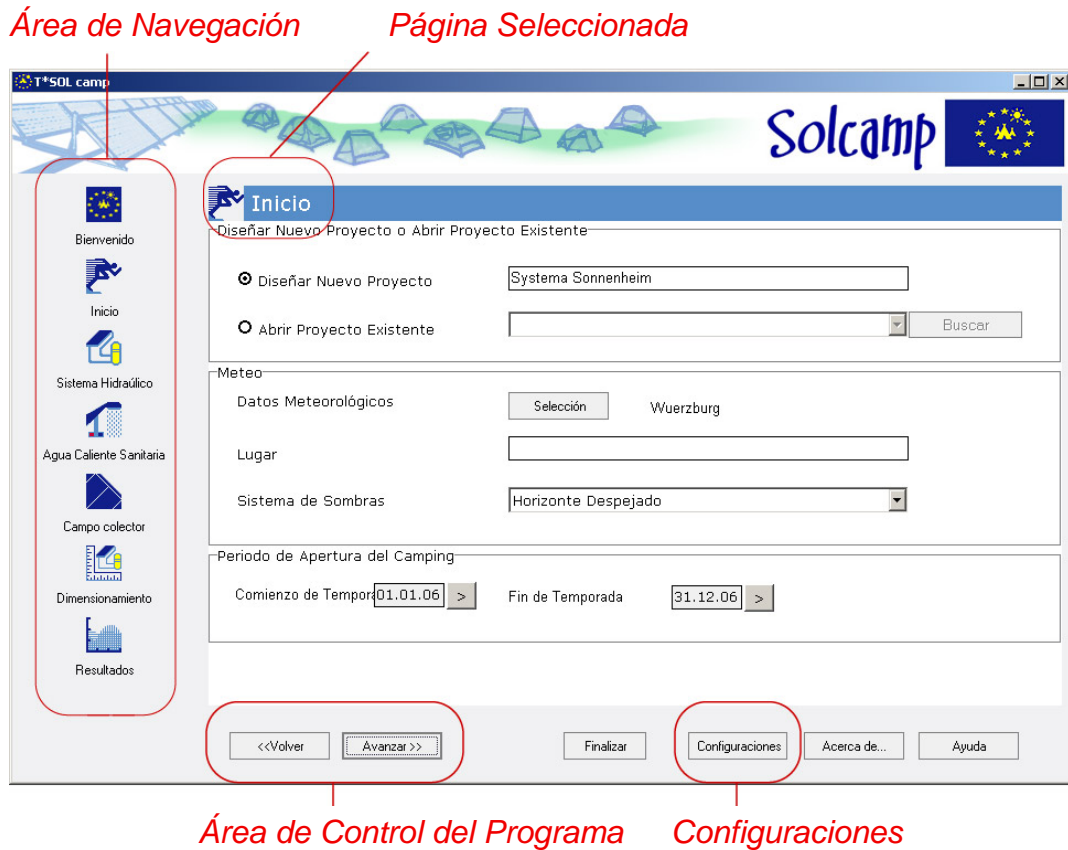 Área de Navegación
Página Seleccionada
T*SOL camp
Solcamp
Bienvenido
Inicio
Sistema Hidraúlico
Agua Caliente Sanitaria
Campo colector
Dimensionamiento
Resultados
Inicio
Diseñar Nuevo Proyecto o Abrir Proyecto Existente
Diseñar Nuevo Proyecto
Systema Sonnenheim
Abrir Proyecto Existente
Buscar
Meteo
Datos Meteorológicos
Selección
Wuerzburg
Lugar
Sistema de Sombras
Horizonte Despejado
Periodo de Apertura del Camping
Comienzo de Tempora
01.01.06
>
Fin de Temporada
31.12.06
>
<<Volver
Avanzar>>
Finalizar
Configuraciones
Acerca de...
Ayuda
Área de Control del Programa
Configuraciones